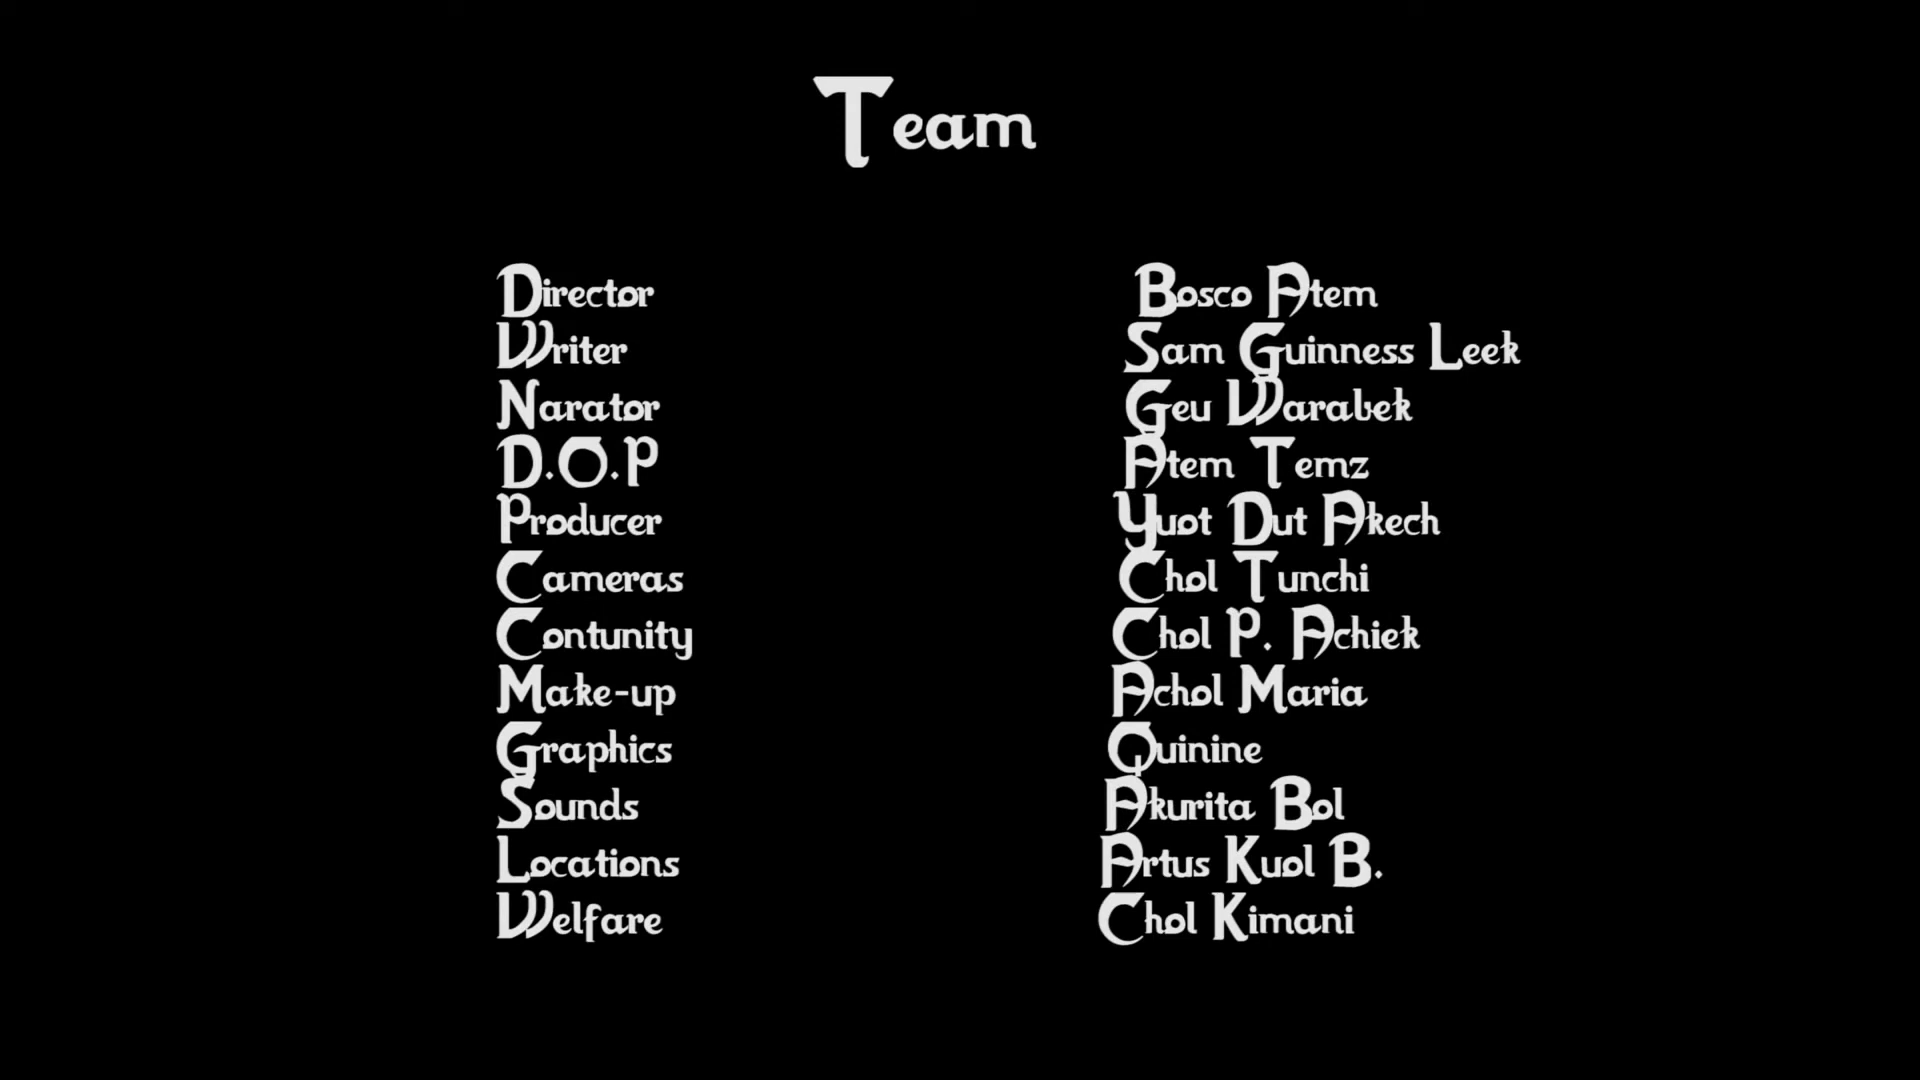 Team
Director Bosco Atem
Writer Sam Guinness Leek
Narator Geu Warabek
D.O.P Atem Temz
Producer Yuot Dut Akech
Cameras Chol Tunchi
Contunity Chol P. Achiek
Make-up Achol Maria
Graphics Quinine
Sounds Akurita Bol
Locations Artus Kuol B.
Welfare Chol Kimani